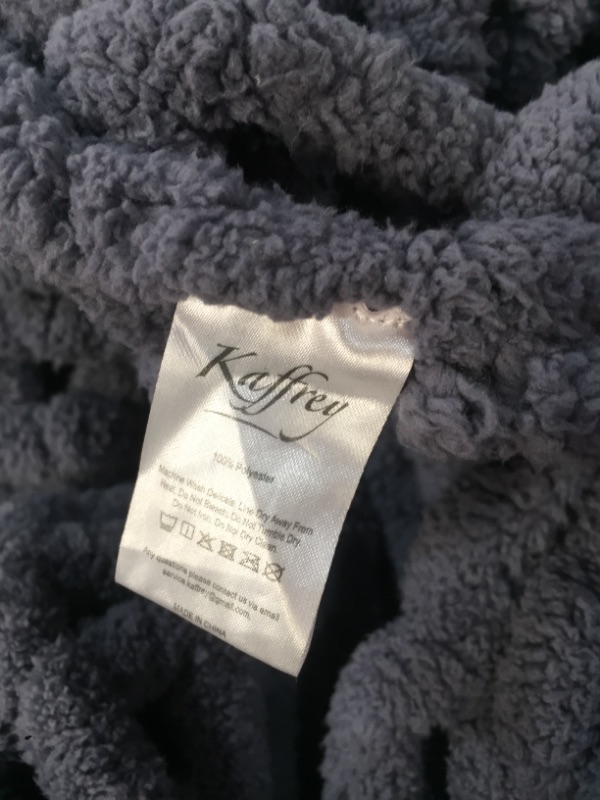 Kaffrey
100% Polyester
Machine Wash Delicate, Line Dry Away From
Heat, Do Not Bleach, Do Not Tumble Dry,
Do Not Iron, Do Not Dry Clean.
Any questions please contact us via email
service.kaffrey@gmail.com.
MADE IN CHINA